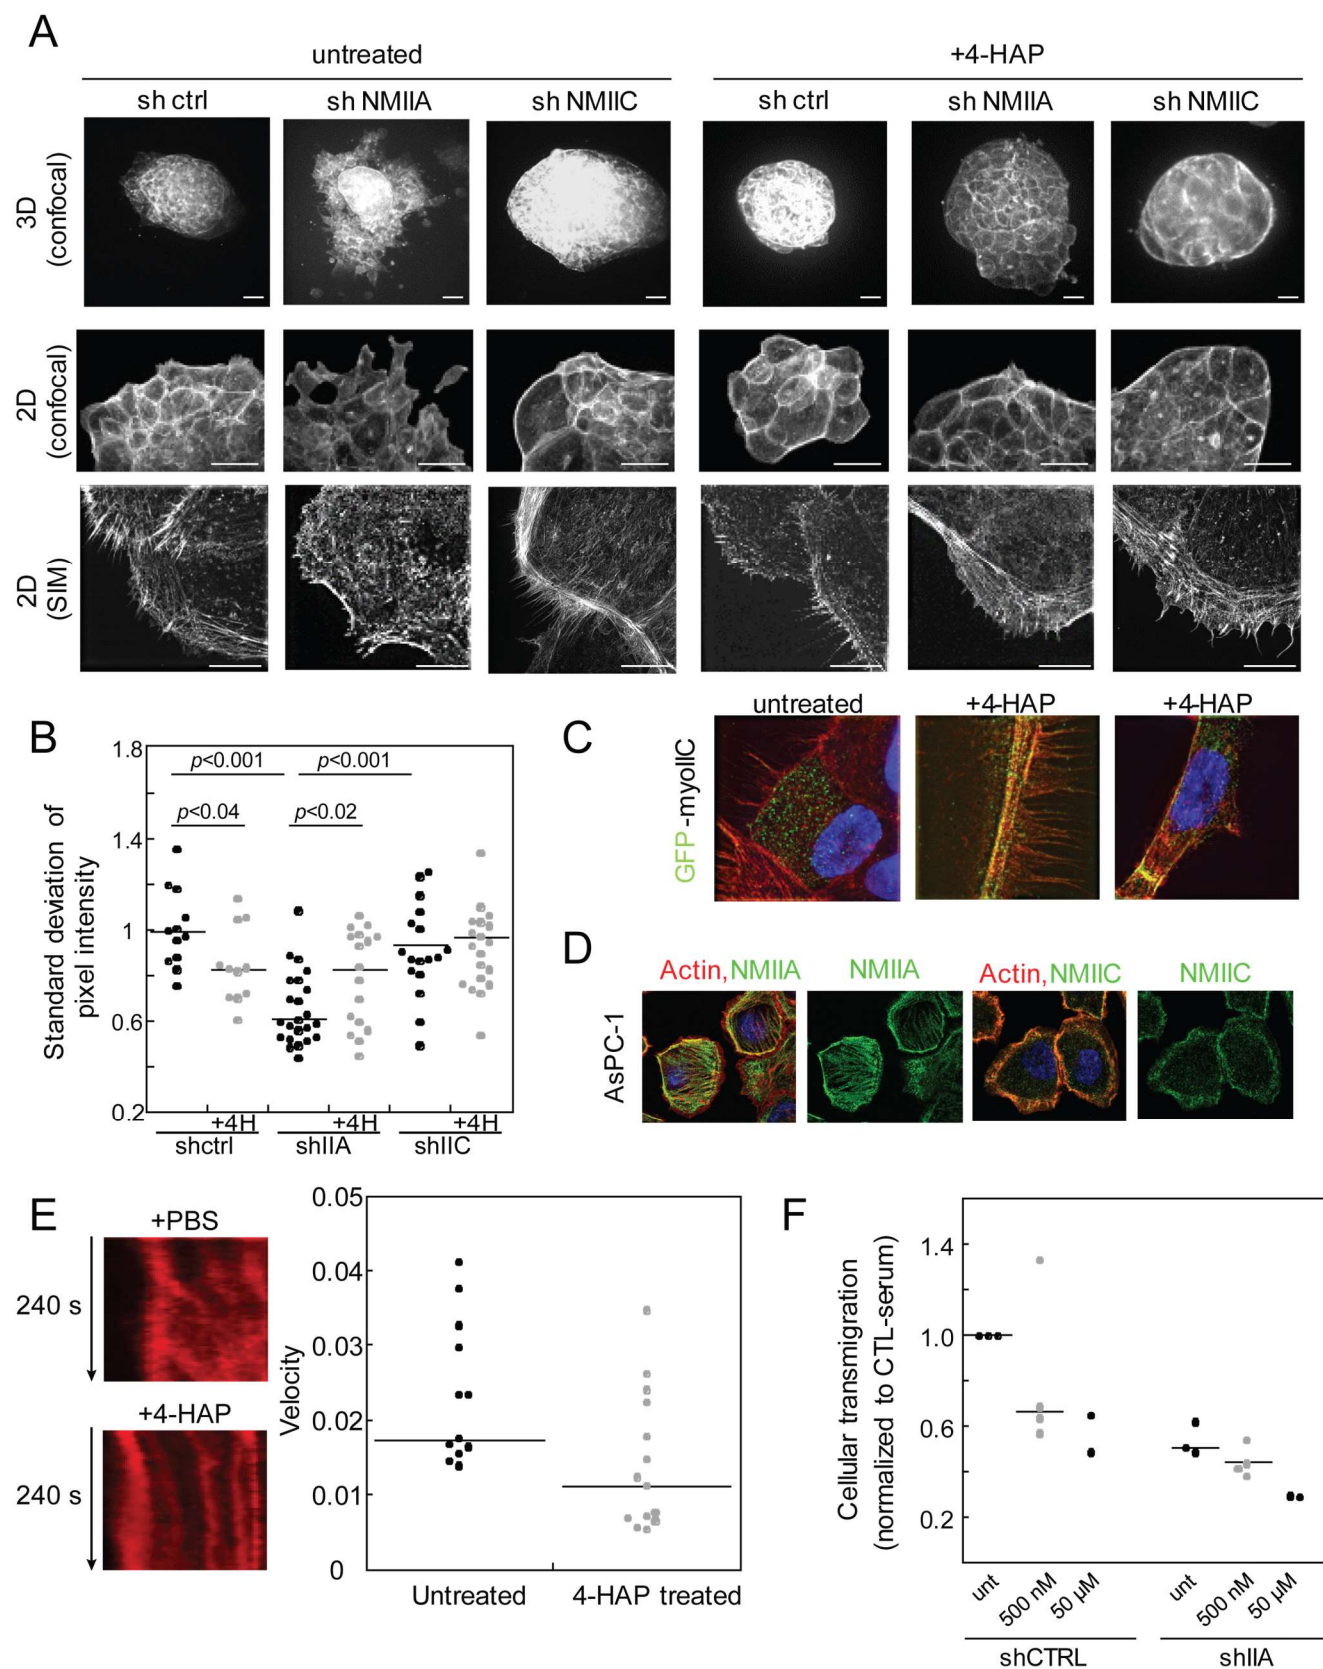 A
untreated
+4-HAP
sh ctrl
sh NMIIA
sh NMIIC
sh ctrl
sh NMIIA
sh NMIIC
3D
(confocal)
2D
(confocal)
2D
(SIM)
B
Standard deviation of
pixel intensity
1.8
1.4
1
0.6
0.2
p<0.001
p<0.001
p<0.04
p<0.02
+4H
+4H
+4H
shctrl
shIIA
shIIC
C
untreated
+4-HAP
+4-HAP
GFP-myoIIC
D
Actin, NMIIA
NMIIA
Actin, NMIIC
NMIIC
AsPC-1
E
+PBS
240 s
+4-HAP
240 s
Velocity
0.05
0.04
0.03
0.02
0.01
0
Untreated
4-HAP treated
F
Cellular transmigration
(normalized to CTL-serum)
1.4
1.0
0.6
0.2
unt
500 nM
50 µM
unt
500 nM
50 µM
shCTRL
shIIA